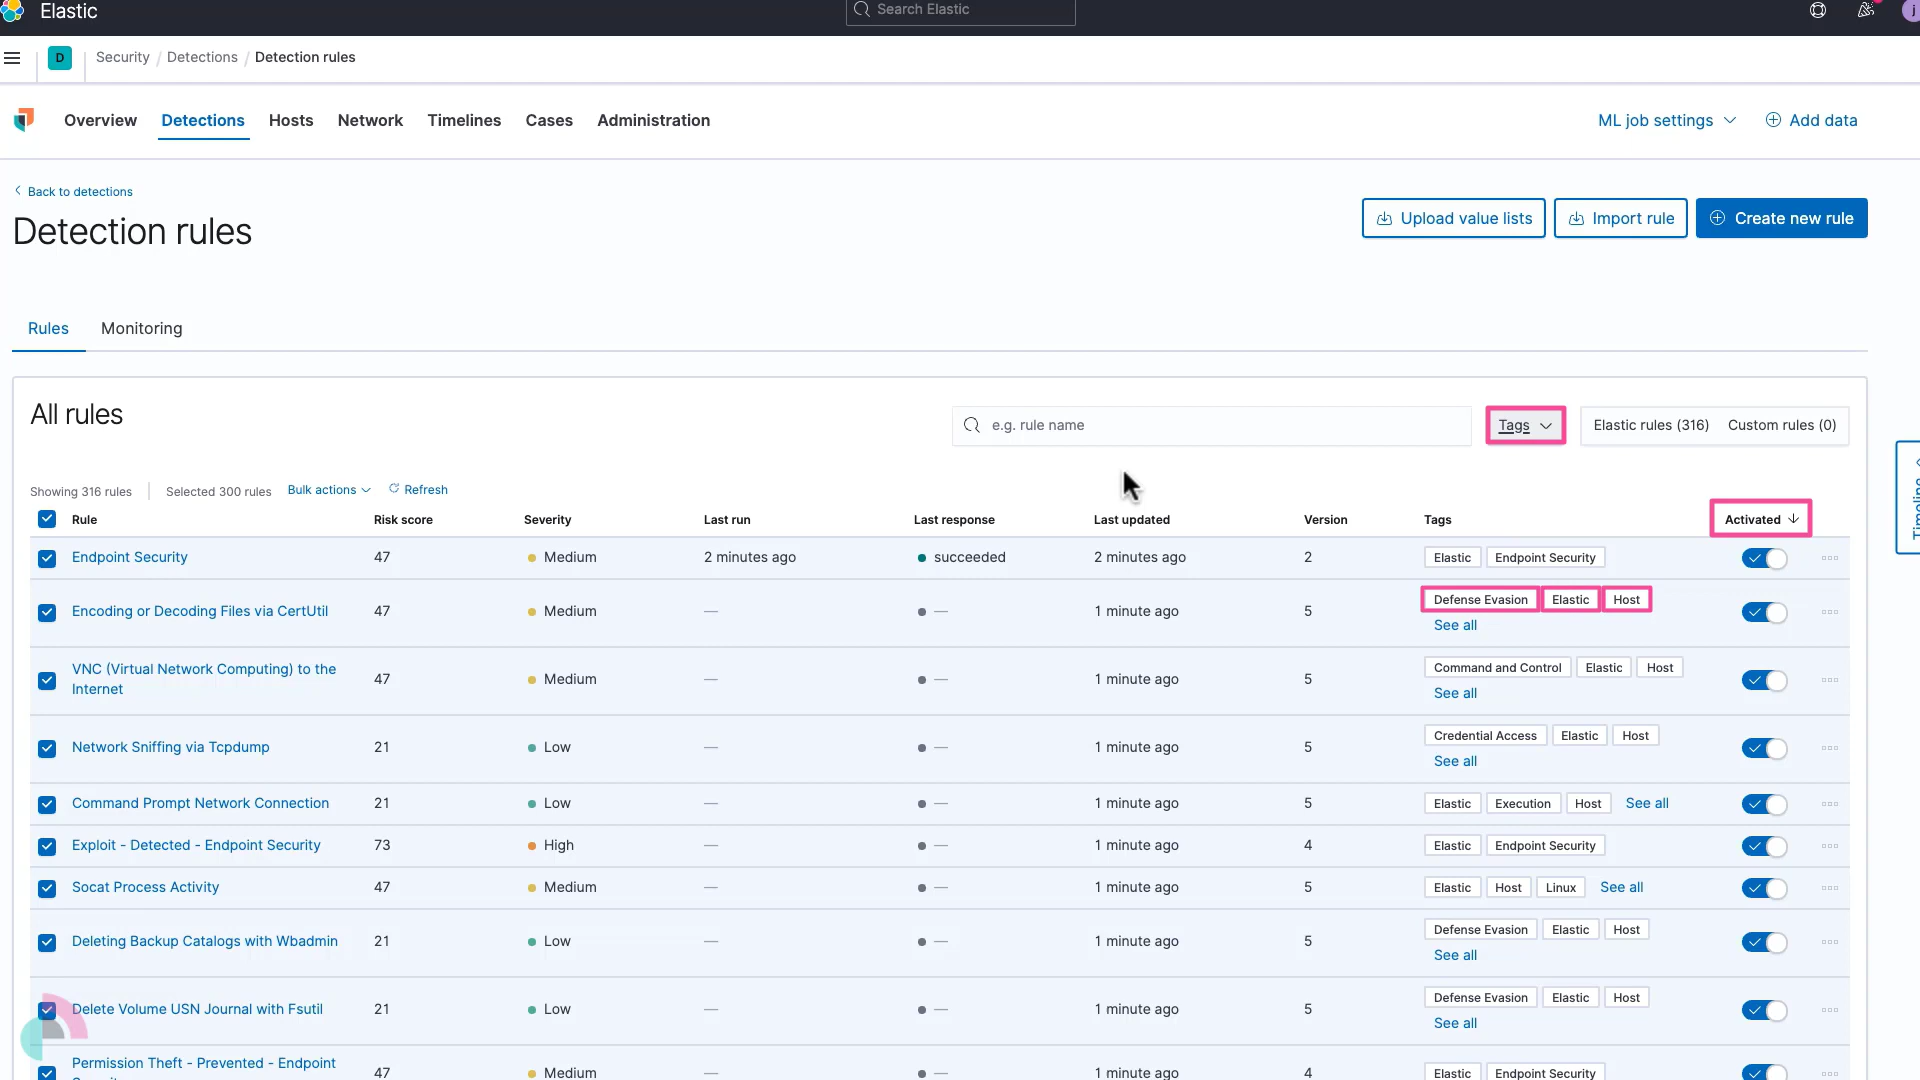 Elastic
Search Elastic
j
D
Security / Detections / Detection rules
Overview Detections Hosts Network Timelines Cases Administration
ML job settings
Add data
Back to detections
Detection rules
Upload value lists
Import rule
Create new rule
Rules
Monitoring
All rules
e.g. rule name
Tags
Elastic rules (316)
Custom rules (0)
Timeline
Showing 316 rules
Selected 300 rules
Bulk actions
Refresh
Rule Risk score Severity Last run Last response Last updated Version Tags Activated
Endpoint Security 47 Medium 2 minutes ago succeeded 2 minutes ago 2 Elastic Endpoint Security
Encoding or Decoding Files via CertUtil 47 Medium — — 1 minute ago 5 Defense Evasion Elastic Host
See all
VNC (Virtual Network Computing) to the
Internet
47 Medium — — 1 minute ago 5 Command and Control Elastic Host
See all
Network Sniffing via Tcpdump 21 Low — — 1 minute ago 5 Credential Access Elastic Host
See all
Command Prompt Network Connection 21 Low — — 1 minute ago 5 Elastic Execution Host See all
Exploit - Detected - Endpoint Security 73 High — — 1 minute ago 4 Elastic Endpoint Security
Socat Process Activity 47 Medium — — 1 minute ago 5 Elastic Host Linux See all
Deleting Backup Catalogs with Wbadmin 21 Low — — 1 minute ago 5 Defense Evasion Elastic Host
See all
Delete Volume USN Journal with Fsutil 21 Low — — 1 minute ago 5 Defense Evasion Elastic Host
See all
Permission Theft - Prevented - Endpoint
47 Medium — — 1 minute ago 4 Elastic Endpoint Security